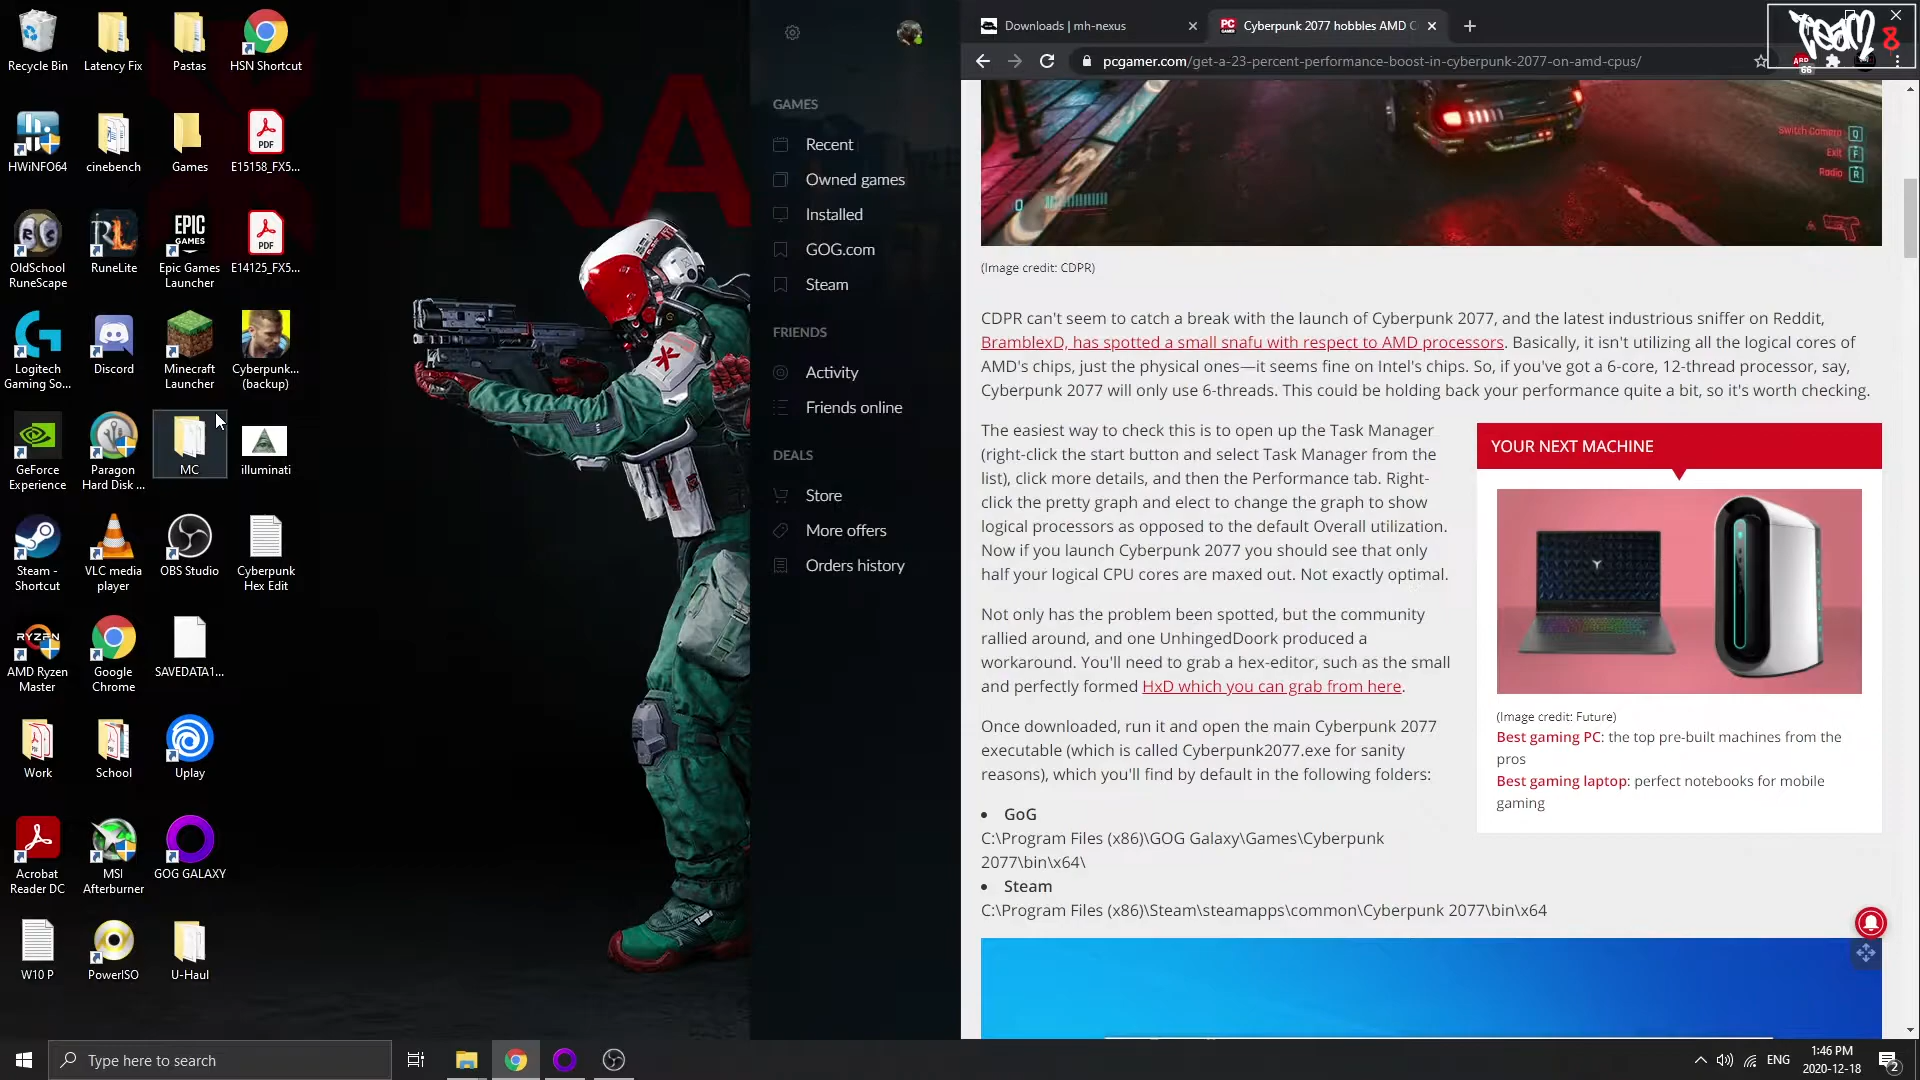 Recycle Bin
Latency Fix
Pastas
HSN Shortcut
HWiNFO64
cinebench
Games
PDF
E15158_FX5...
OldSchool
RuneScape
RL
RuneLite
EPIC
GAMES
Epic Games
Launcher
PDF
E14125_FX5...
Logitech
Gaming So...
Discord
Minecraft
Launcher
Cyberpunk...
(backup)
GeForce
Experience
Paragon
Hard Disk ...
MC
illuminati
Steam -
Shortcut
VLC media
player
OBS Studio
Cyberpunk
Hex Edit
RYZEN
AMD Ryzen
Master
Google
Chrome
SAVEDATA1...
Work
School
Uplay
Acrobat
Reader DC
MSI
Afterburner
GOG GALAXY
W10 P
PowerISO
U-Haul
TRA
GAMES
Recent
Owned games
Installed
GOG.com
Steam
FRIENDS
Activity
Friends online
DEALS
Store
More offers
Orders history
Downloads | mh-nexus
PC
GAMER
Cyberpunk 2077 hobbles AMD C
Team 8
pcgamer.com/get-a-23-percent-performance-boost-in-cyberpunk-2077-on-amd-cpus/
ABP
66
Switch Camera Q
Exit F
Radio R
0
(Image credit: CDPR)
CDPR can't seem to catch a break with the launch of Cyberpunk 2077, and the latest industrious sniffer on Reddit,
BramblexD, has spotted a small snafu with respect to AMD processors. Basically, it isn't utilizing all the logical cores of
AMD's chips, just the physical ones—it seems fine on Intel's chips. So, if you've got a 6-core, 12-thread processor, say,
Cyberpunk 2077 will only use 6-threads. This could be holding back your performance quite a bit, so it's worth checking.
The easiest way to check this is to open up the Task Manager
(right-click the start button and select Task Manager from the
list), click more details, and then the Performance tab. Right-
click the pretty graph and elect to change the graph to show
logical processors as opposed to the default Overall utilization.
Now if you launch Cyberpunk 2077 you should see that only
half your logical CPU cores are maxed out. Not exactly optimal.
Not only has the problem been spotted, but the community
rallied around, and one UnhingedDoork produced a
workaround. You'll need to grab a hex-editor, such as the small
and perfectly formed HxD which you can grab from here.
Once downloaded, run it and open the main Cyberpunk 2077
executable (which is called Cyberpunk2077.exe for sanity
reasons), which you'll find by default in the following folders:
• GoG
C:\Program Files (x86)\GOG Galaxy\Games\Cyberpunk
2077\bin\x64\
• Steam
C:\Program Files (x86)\Steam\steamapps\common\Cyberpunk 2077\bin\x64
YOUR NEXT MACHINE
(Image credit: Future)
Best gaming PC: the top pre-built machines from the
pros
Best gaming laptop: perfect notebooks for mobile
gaming
Type here to search
ENG
1:46 PM
2020-12-18
2